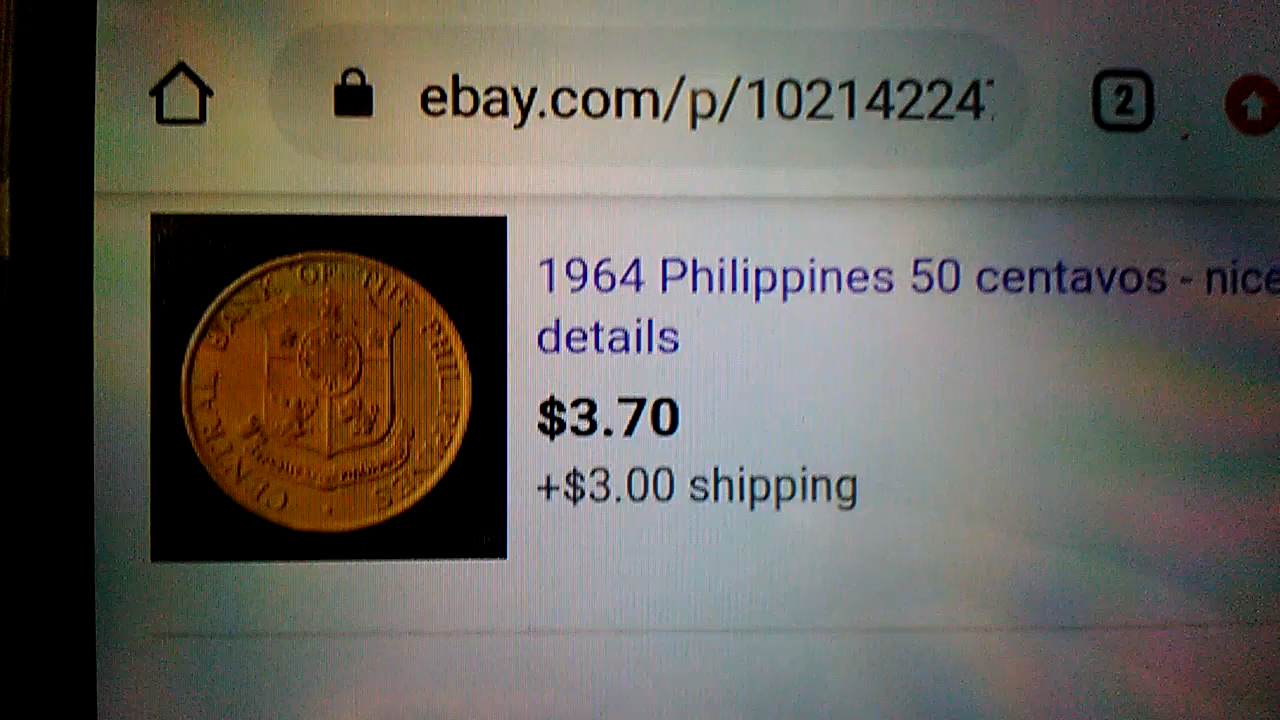 ebay.com/p/10214224
2
1964 Philippines 50 centavos - nice
details
$3.70
+$3.00 shipping
CENTRAL BANK OF THE PHILIPPINES